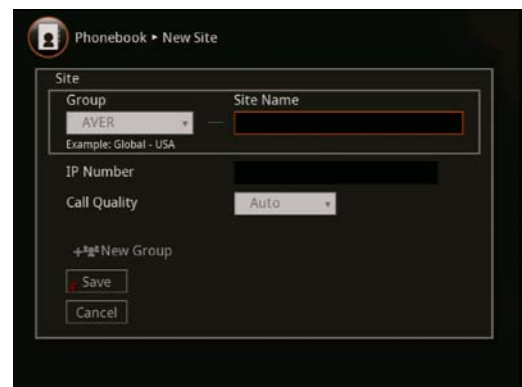 Phonebook ▸ New Site
Site
Group Site Name
AVER —
Example: Global - USA
IP Number
Call Quality Auto
+ New Group
Save
Cancel